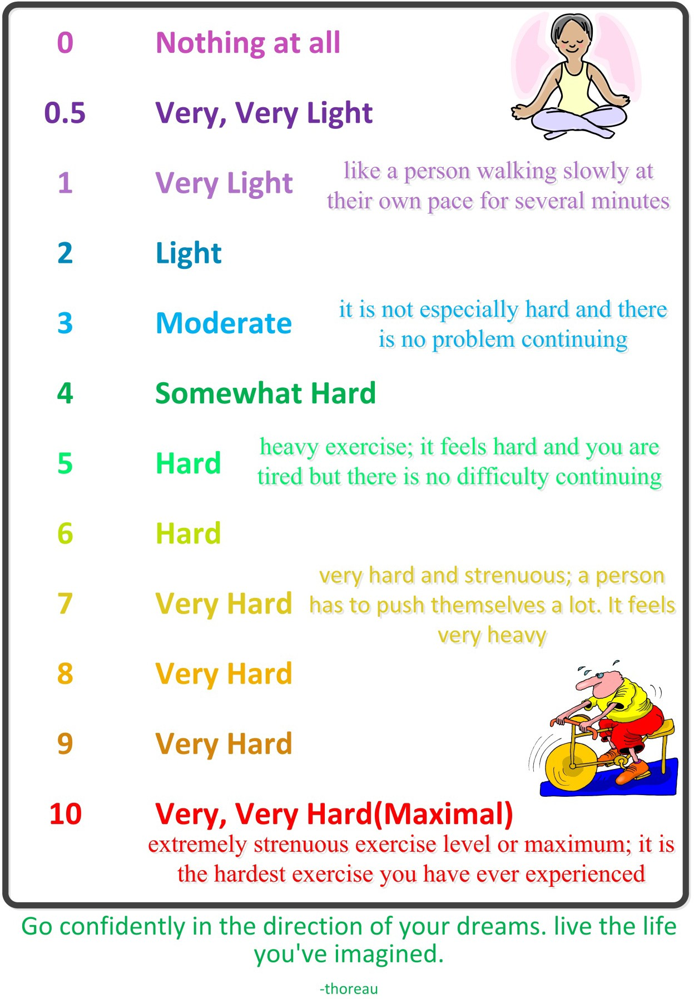 0 Nothing at all
0.5 Very, Very Light
1 Very Light
like a person walking slowly at
their own pace for several minutes
2 Light
3 Moderate
it is not especially hard and there
is no problem continuing
4 Somewhat Hard
5 Hard
heavy exercise; it feels hard and you are
tired but there is no difficulty continuing
6 Hard
7 Very Hard
very hard and strenuous; a person
has to push themselves a lot. It feels
very heavy
8 Very Hard
9 Very Hard
10 Very, Very Hard(Maximal)
extremely strenuous exercise level or maximum; it is
the hardest exercise you have ever experienced
Go confidently in the direction of your dreams. live the life
you've imagined.
-thoreau